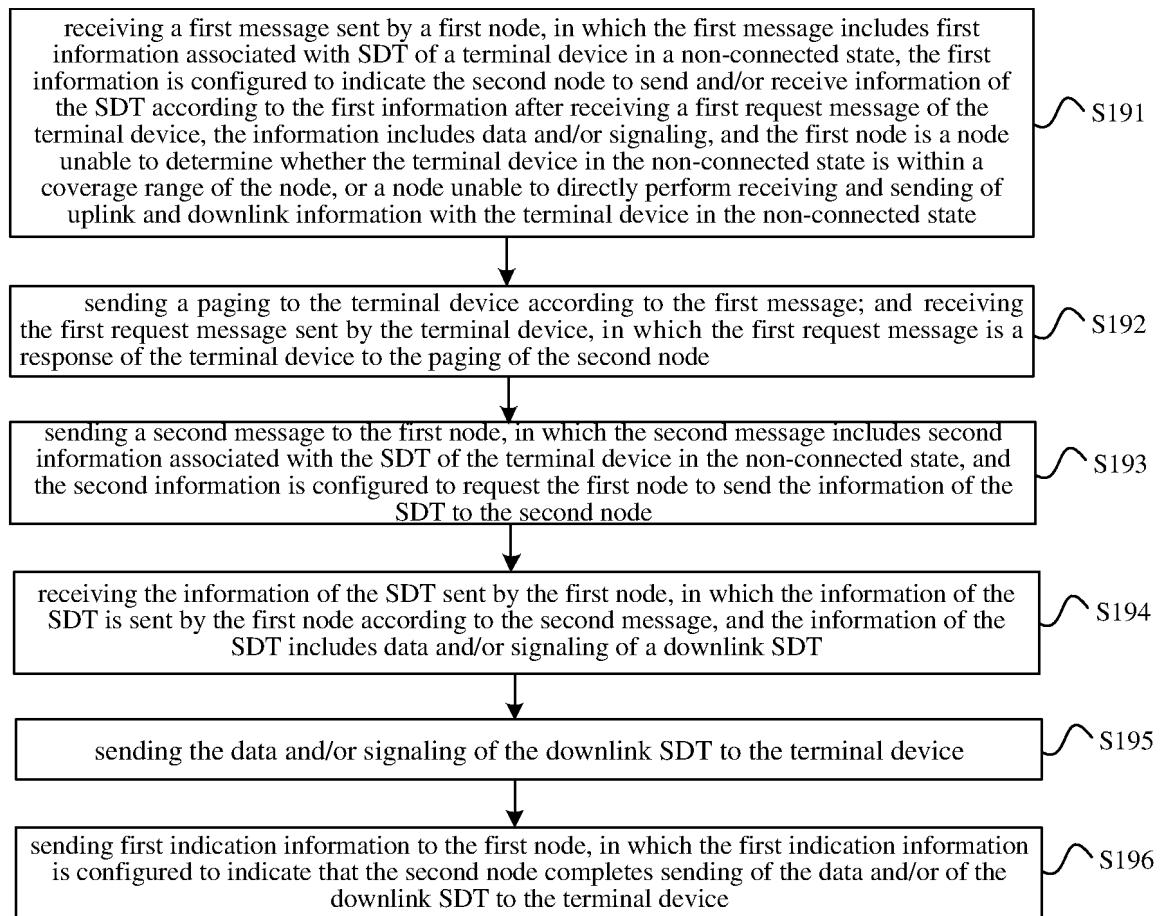 receiving a first message sent by a first node, in which the first message includes first
information associated with SDT of a terminal device in a non-connected state, the first
information is configured to indicate the second node to send and/or receive information of
the SDT according to the first information after receiving a first request message of the
terminal device, the information includes data and/or signaling, and the first node is a node
unable to determine whether the terminal device in the non-connected state is within a
coverage range of the node, or a node unable to directly perform receiving and sending of
uplink and downlink information with the terminal device in the non-connected state
S191
sending a paging to the terminal device according to the first message; and receiving
the first request message sent by the terminal device, in which the first request message is a
response of the terminal device to the paging of the second node
S192
sending a second message to the first node, in which the second message includes second
information associated with the SDT of the terminal device in the non-connected state, and
the second information is configured to request the first node to send the information of the
SDT to the second node
S193
receiving the information of the SDT sent by the first node, in which the information of the
SDT is sent by the first node according to the second message, and the information of the
SDT includes data and/or signaling of a downlink SDT
S194
sending the data and/or signaling of the downlink SDT to the terminal device
S195
sending first indication information to the first node, in which the first indication information
is configured to indicate that the second node completes sending of the data and/or of the
downlink SDT to the terminal device
S196